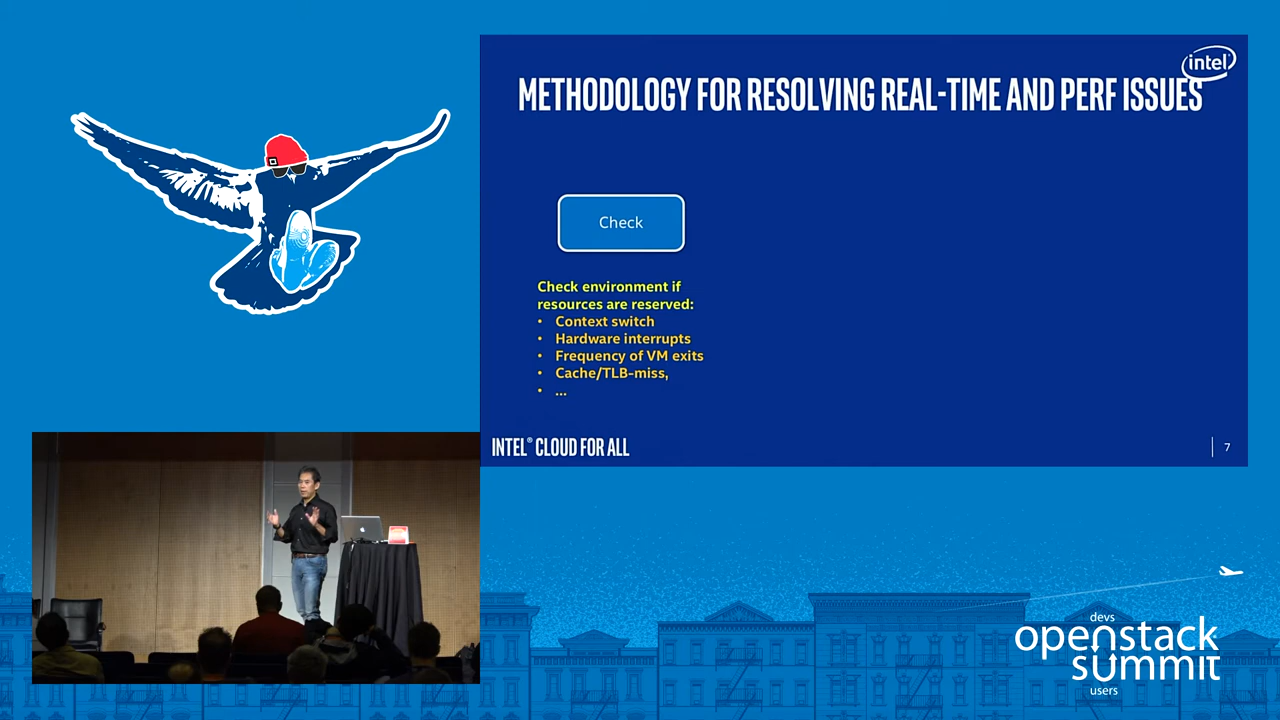 intel
METHODOLOGY FOR RESOLVING REAL-TIME AND PERF ISSUES
Check
Check environment if
resources are reserved:
• Context switch
• Hardware interrupts
• Frequency of VM exits
• Cache/TLB-miss,
• ...
INTEL® CLOUD FOR ALL
7
devs
openstack
summit
users